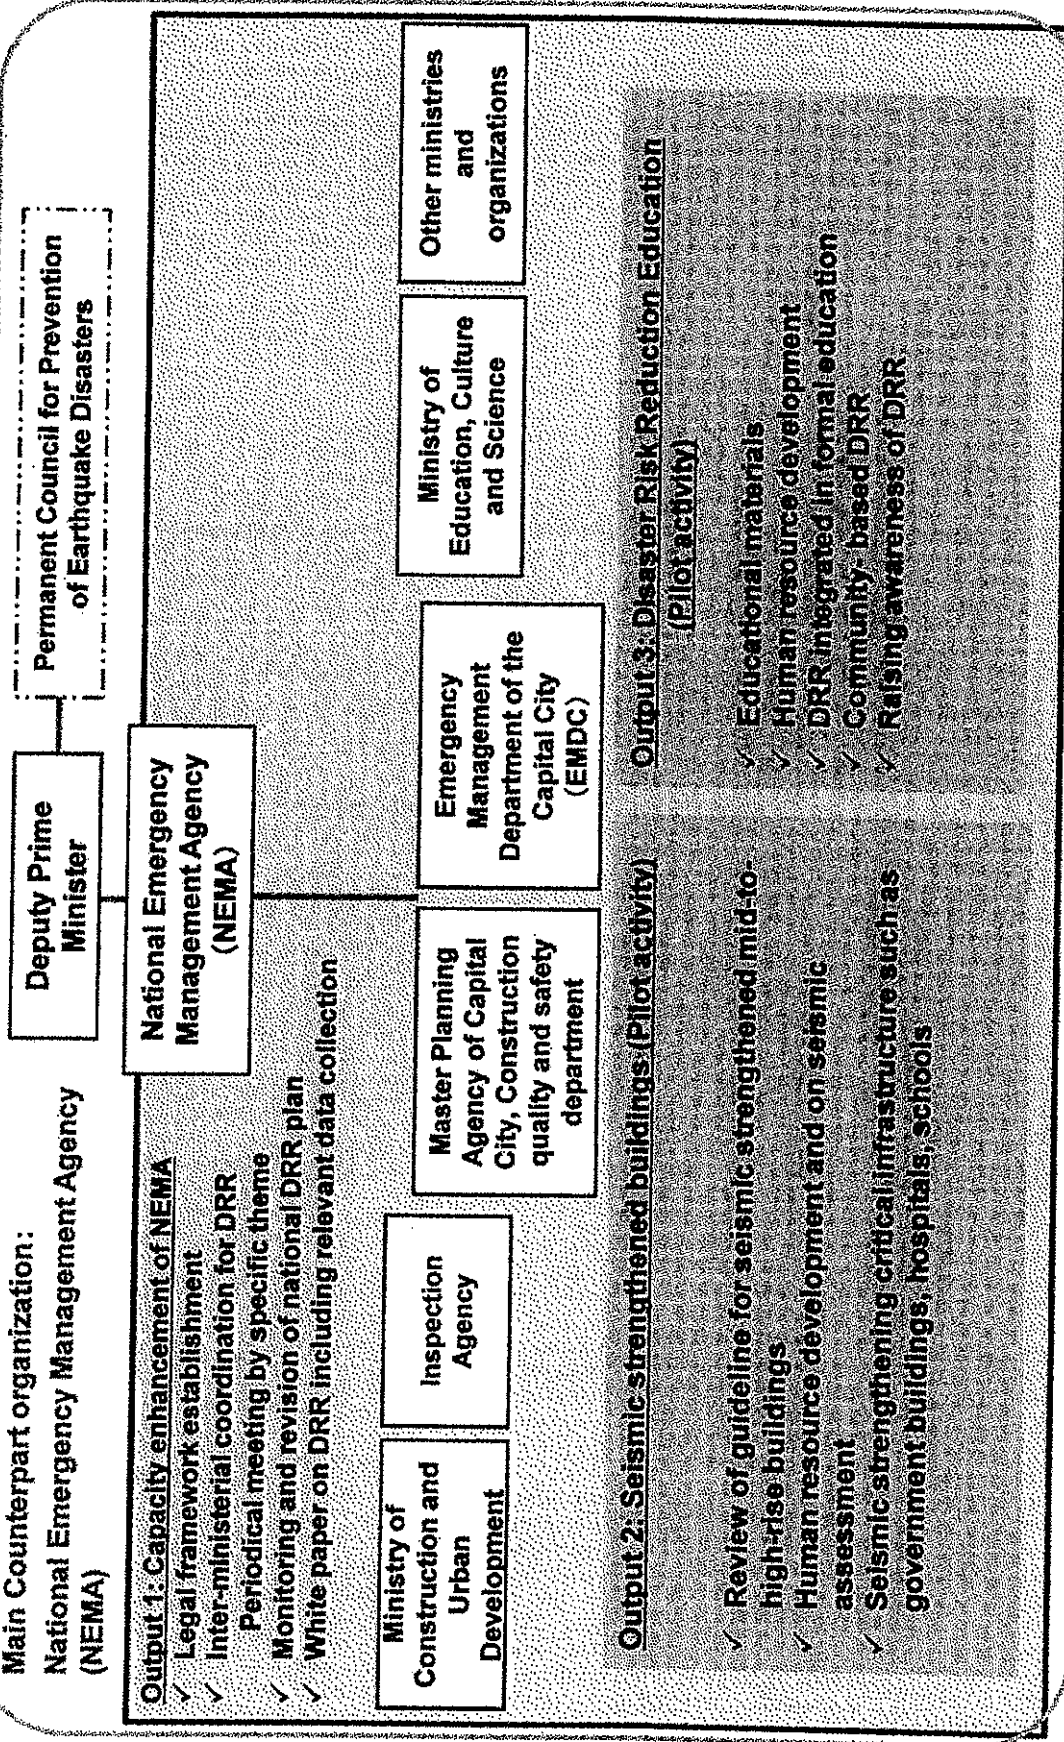 Main Counterpart organization:
National Emergency Management Agency
(NEMA)
Deputy Prime
Minister
Permanent Council for Prevention
of Earthquake Disasters
National Emergency
Management Agency
(NEMA)
Output 1: Capacity enhancement of NEMA
✓ Legal framework establishment
✓ Inter-ministerial coordination for DRR
Periodical meeting by specific theme
✓ Monitoring and revision of national DRR plan
✓ White paper on DRR including relevant data collection
Ministry of
Construction and
Urban
Development
Inspection
Agency
Master Planning
Agency of Capital
City, Construction
quality and safety
department
Emergency
Management
Department of the
Capital City
(EMDC)
Ministry of
Education, Culture
and Science
Other ministries
and
organizations
Output 2: Seismic strengthened buildings (Pilot activity)
✓ Review of guideline for seismic strengthened mid-to-
high-rise buildings
✓ Human resource development and on seismic
assessment
✓ Seismic strengthening critical infrastructure such as
government buildings, hospitals, schools
Output 3: Disaster Risk Reduction Education
(Pilot activity)
✓ Educational materials
✓ Human resource development
✓ DRR integrated in formal education
✓ Community- based DRR
✓ Raising awareness of DRR